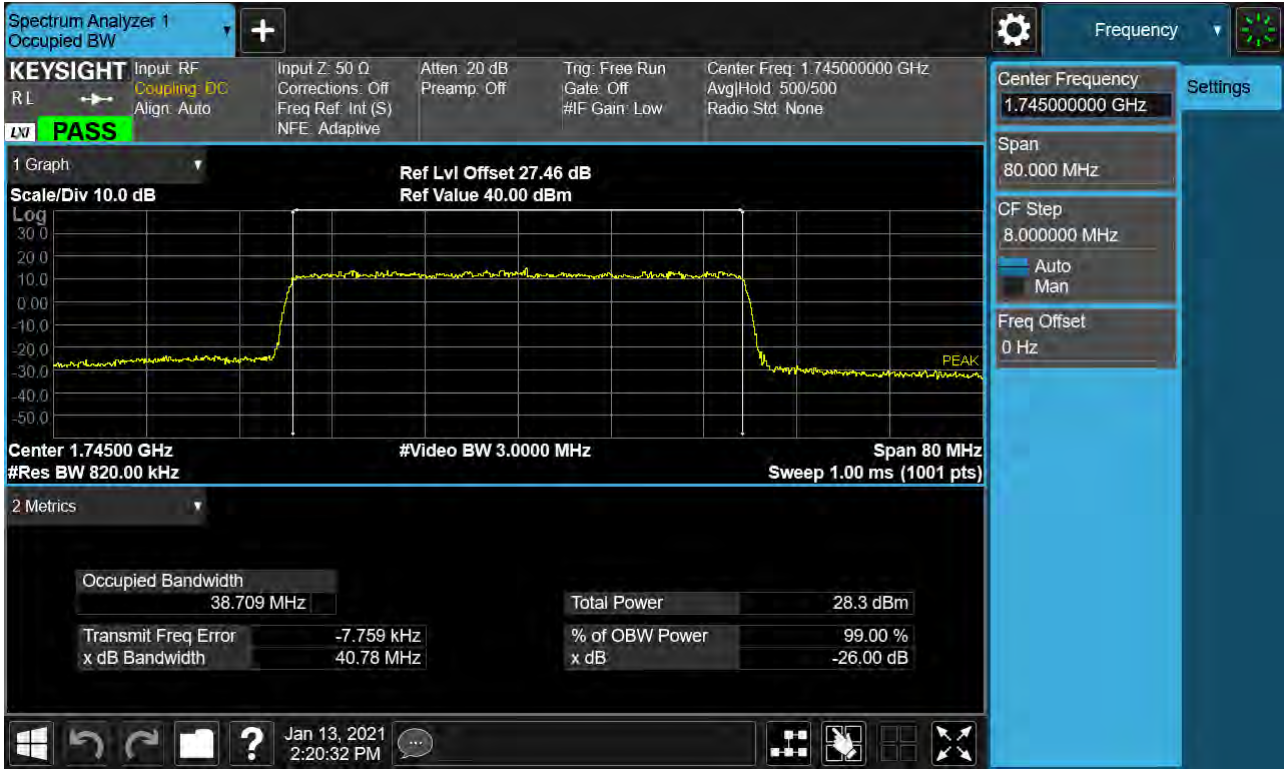 Spectrum Analyzer 1
Occupied BW
+
Frequency
KEYSIGHT
RL
LXI PASS
Input: RF
Coupling: DC
Align: Auto
Input Z: 50 Ω
Corrections: Off
Freq Ref: Int (S)
NFE: Adaptive
Atten: 20 dB
Preamp: Off
Trig: Free Run
Gate: Off
#IF Gain: Low
Center Freq: 1.745000000 GHz
Avg|Hold: 500/500
Radio Std: None
Center Frequency
1.745000000 GHz
Settings
Span
80.000 MHz
CF Step
8.000000 MHz
Auto
Man
Freq Offset
0 Hz
1 Graph
Scale/Div 10.0 dB
Ref Lvl Offset 27.46 dB
Ref Value 40.00 dBm
Log
30.0
20.0
10.0
0.00
-10.0
-20.0
-30.0
-40.0
-50.0
PEAK
Center 1.74500 GHz
#Video BW 3.0000 MHz
Span 80 MHz
#Res BW 820.00 kHz
Sweep 1.00 ms (1001 pts)
2 Metrics
Occupied Bandwidth
38.709 MHz
Total Power 28.3 dBm
Transmit Freq Error -7.759 kHz
% of OBW Power 99.00 %
x dB Bandwidth 40.78 MHz
x dB -26.00 dB
?
Jan 13, 2021
2:20:32 PM